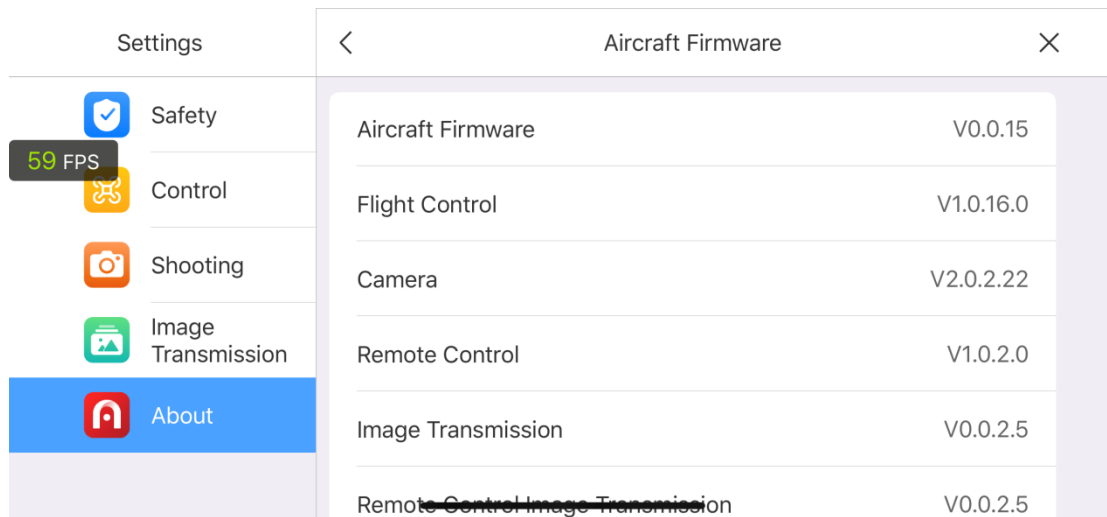 Settings
Aircraft Firmware
Safety
59 FPS
Control
Shooting
Image
Transmission
About
Aircraft Firmware V0.0.15
Flight Control V1.0.16.0
Camera V2.0.2.22
Remote Control V1.0.2.0
Image Transmission V0.0.2.5
Remote Control Image Transmission V0.0.2.5